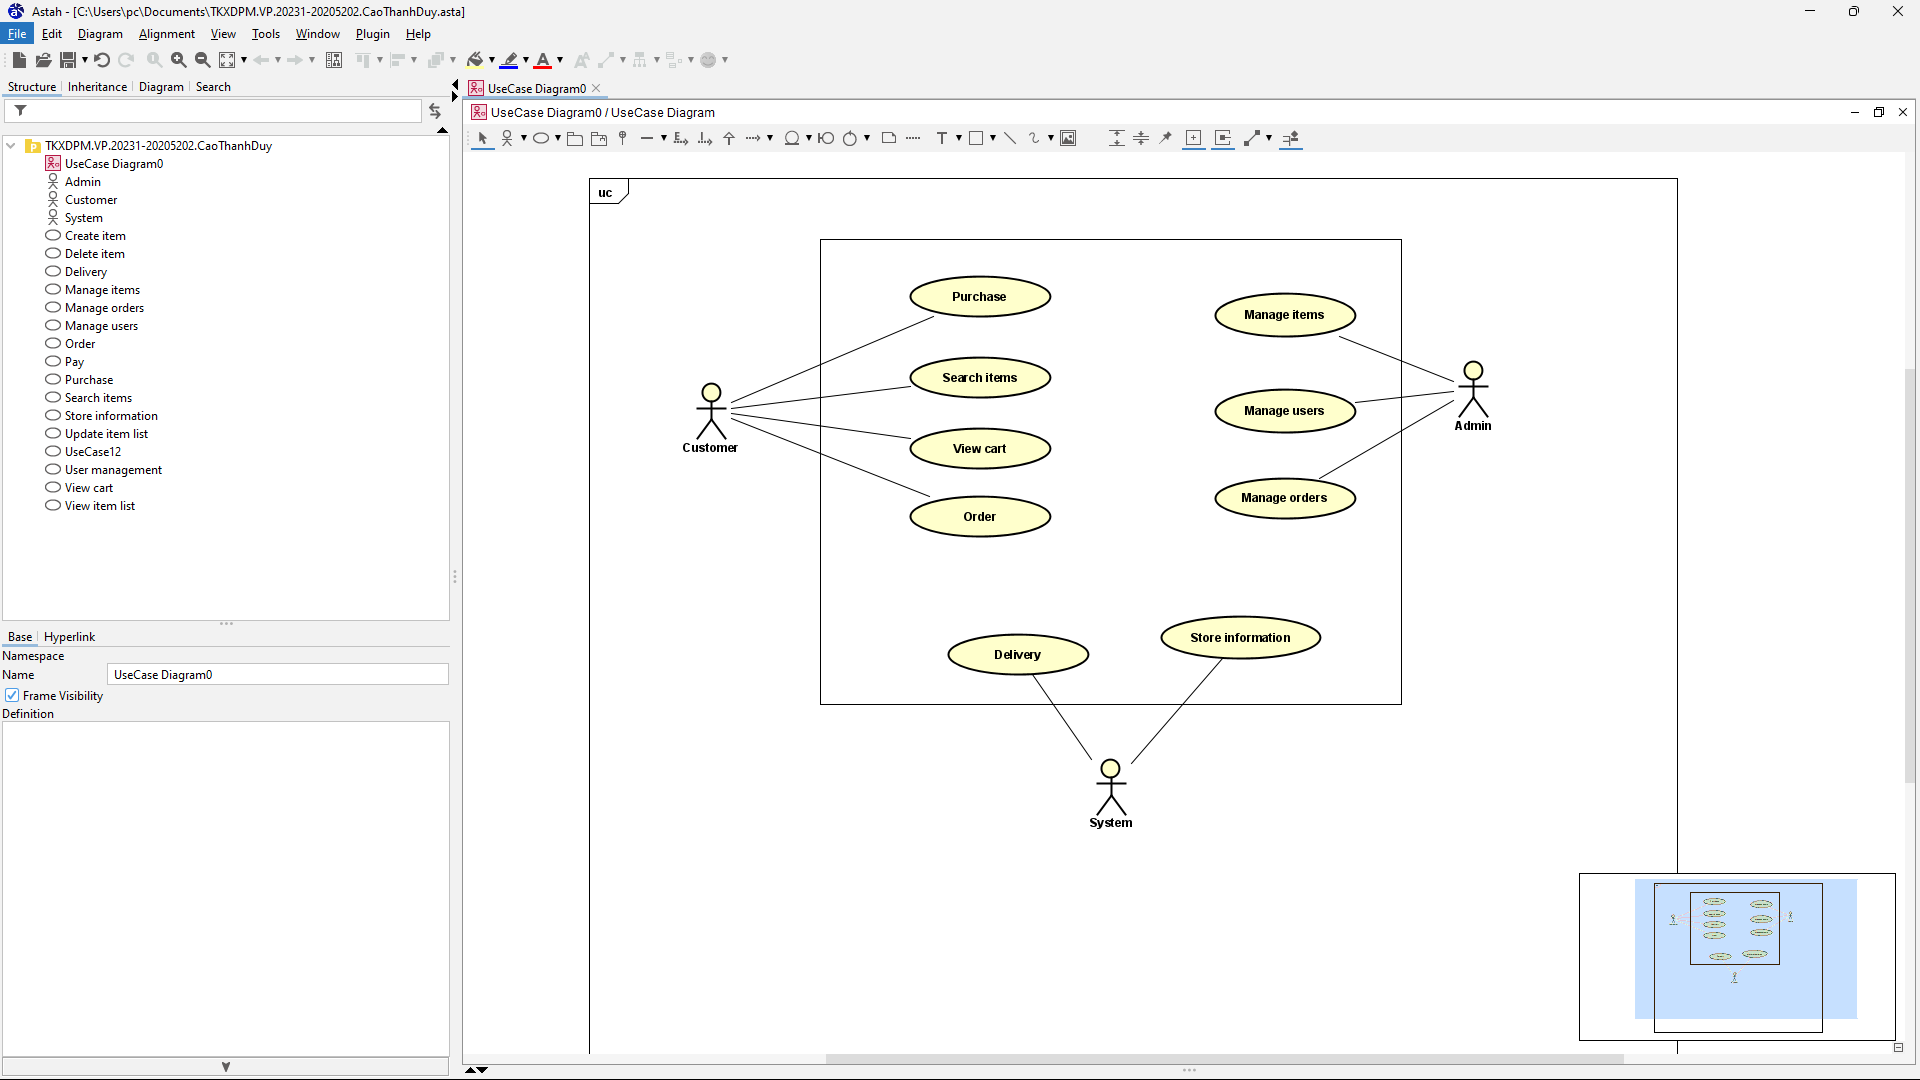 Astah - [C:\Users\pc\Documents\TKXDPM.VP.20231-20205202.CaoThanhDuy.asta]
File Edit Diagram Alignment View Tools Window Plugin Help
Structure Inheritance Diagram Search
UseCase Diagram0
UseCase Diagram0 / UseCase Diagram
TKXDPM.VP.20231-20205202.CaoThanhDuy
UseCase Diagram0
Admin
Customer
System
Create item
Delete item
Delivery
Manage items
Manage orders
Manage users
Order
Pay
Purchase
Search items
Store information
Update item list
UseCase12
User management
View cart
View item list
Base Hyperlink
Namespace
Name UseCase Diagram0
Frame Visibility
Definition
uc
Purchase
Manage items
Search items
Manage users
Admin
Customer
View cart
Manage orders
Order
Store information
Delivery
System